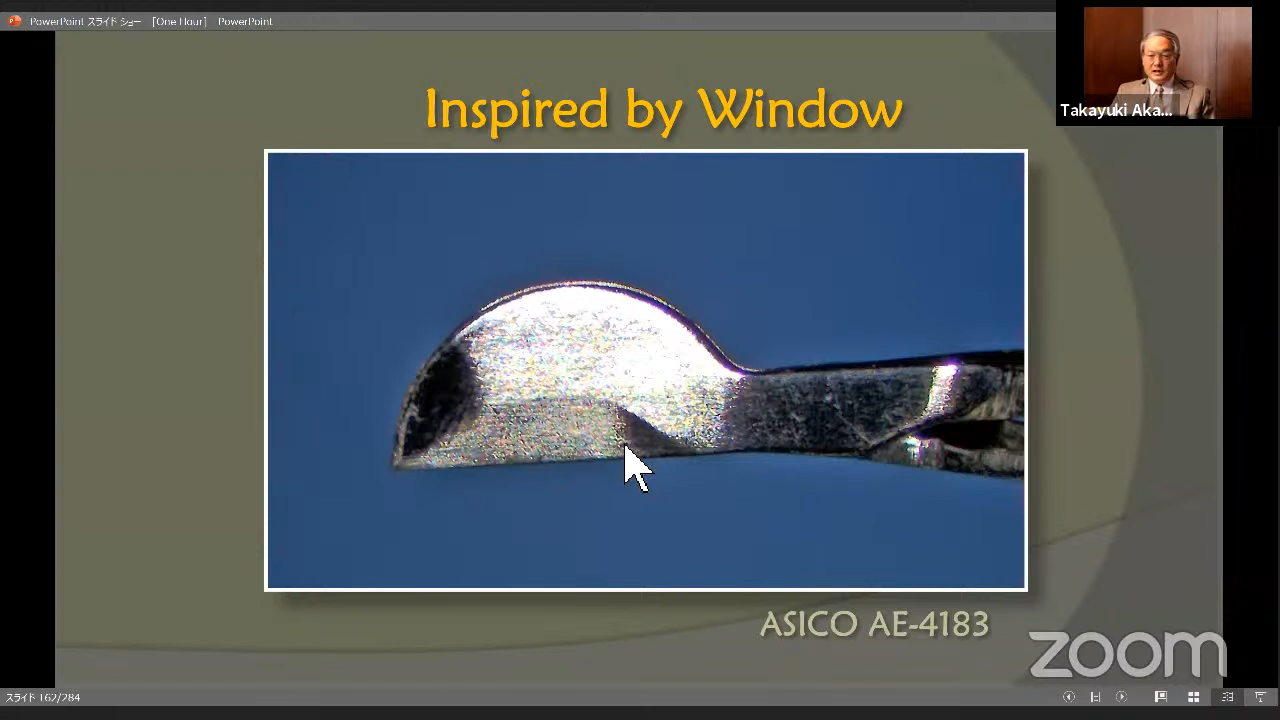 PowerPoint スライド ショー - [One Hour] - PowerPoint
Takayuki Aka...
Inspired by Window
ASICO AE-4183
zoom
スライド 162/284